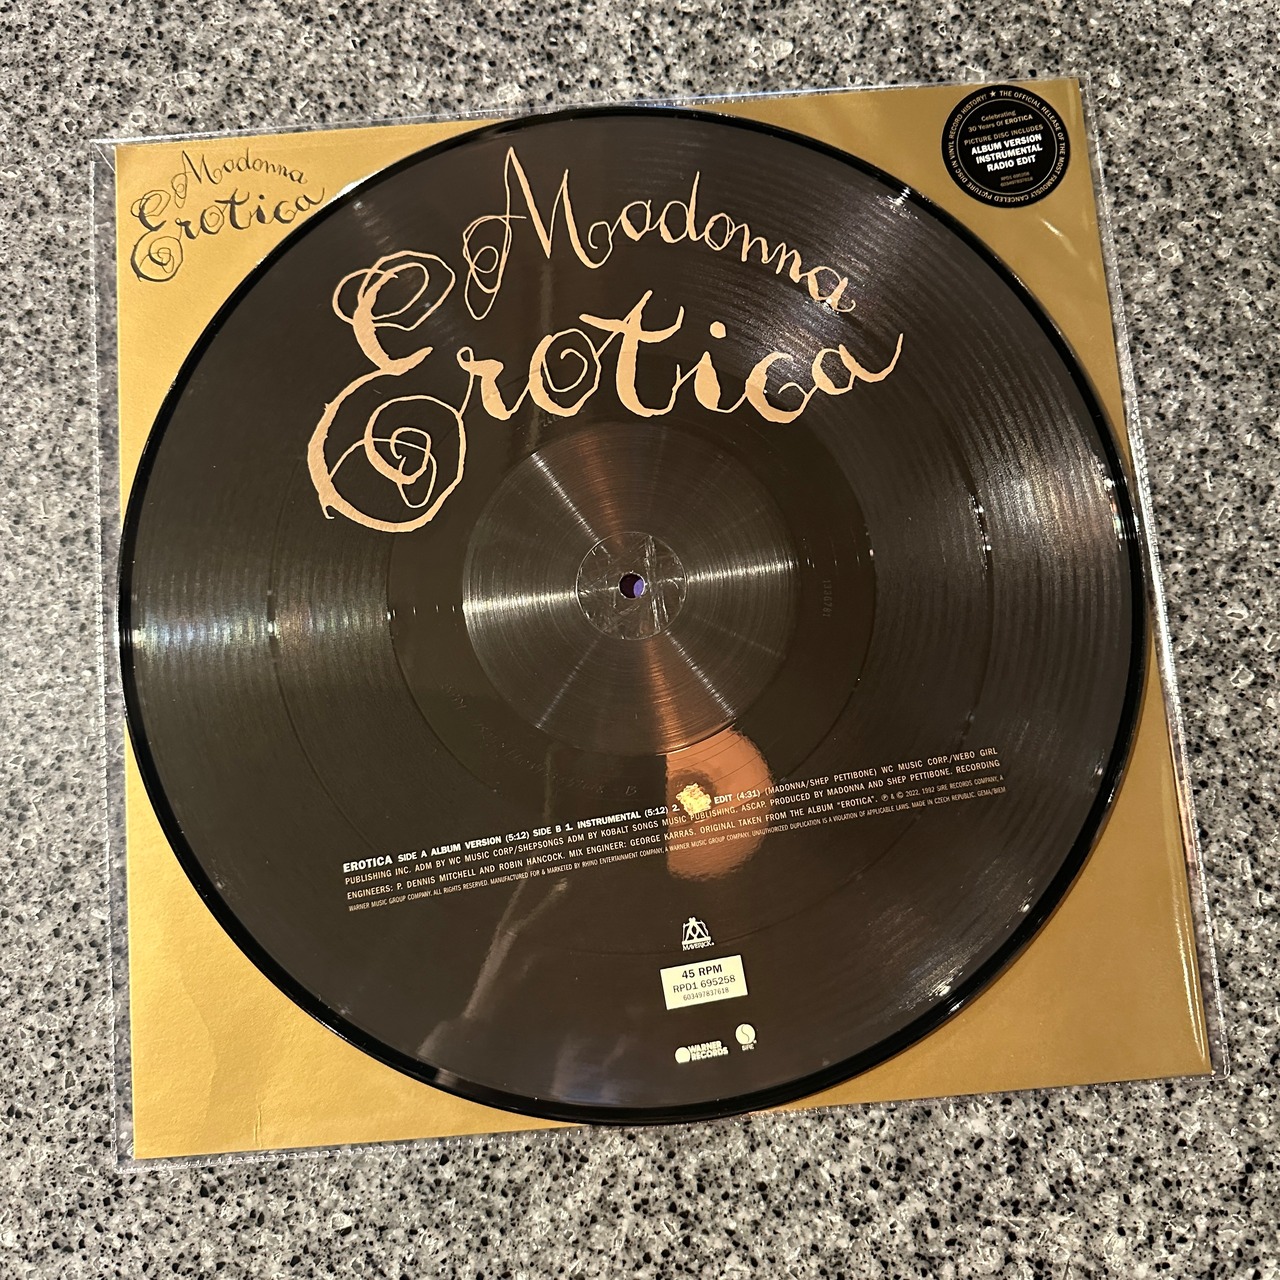 Madonna
Erotica
THE OFFICIAL RELEASE OF THE MOST FAMOUSLY CANCELED PICTURE DISC IN VINYL RECORD HISTORY! ★
Celebrating
30 Years Of EROTICA
PICTURE DISC INCLUDES
ALBUM VERSION
INSTRUMENTAL
RADIO EDIT
RPD1 695258
603497837618
Madonna
Erotica
EROTICA SIDE A ALBUM VERSION (5:12) SIDE B 1. INSTRUMENTAL (5:12) 2. EDIT (4:31) (MADONNA/SHEP PETTIBONE) WC MUSIC CORP./WEBO GIRL
PUBLISHING INC. ADM BY WC MUSIC CORP/SHEPSONGS ADM BY KOBALT SONGS MUSIC PUBLISHING, ASCAP. PRODUCED BY MADONNA AND SHEP PETTIBONE. RECORDING
ENGINEERS: P. DENNIS MITCHELL AND ROBIN HANCOCK. MIX ENGINEER: GEORGE KARRAS. ORIGINAL TAKEN FROM THE ALBUM "EROTICA". ℗ & © 2022, 1992 SIRE RECORDS COMPANY, A
WARNER MUSIC GROUP COMPANY. ALL RIGHTS RESERVED. MANUFACTURED FOR & MARKETED BY RHINO ENTERTAINMENT COMPANY, A WARNER MUSIC GROUP COMPANY. UNAUTHORIZED DUPLICATION IS A VIOLATION OF APPLICABLE LAWS. MADE IN CZECH REPUBLIC. GEMA/BIEM
MAVERICK
45 RPM
RPD1 695258
603497837618
WARNER
RECORDS
SIRE